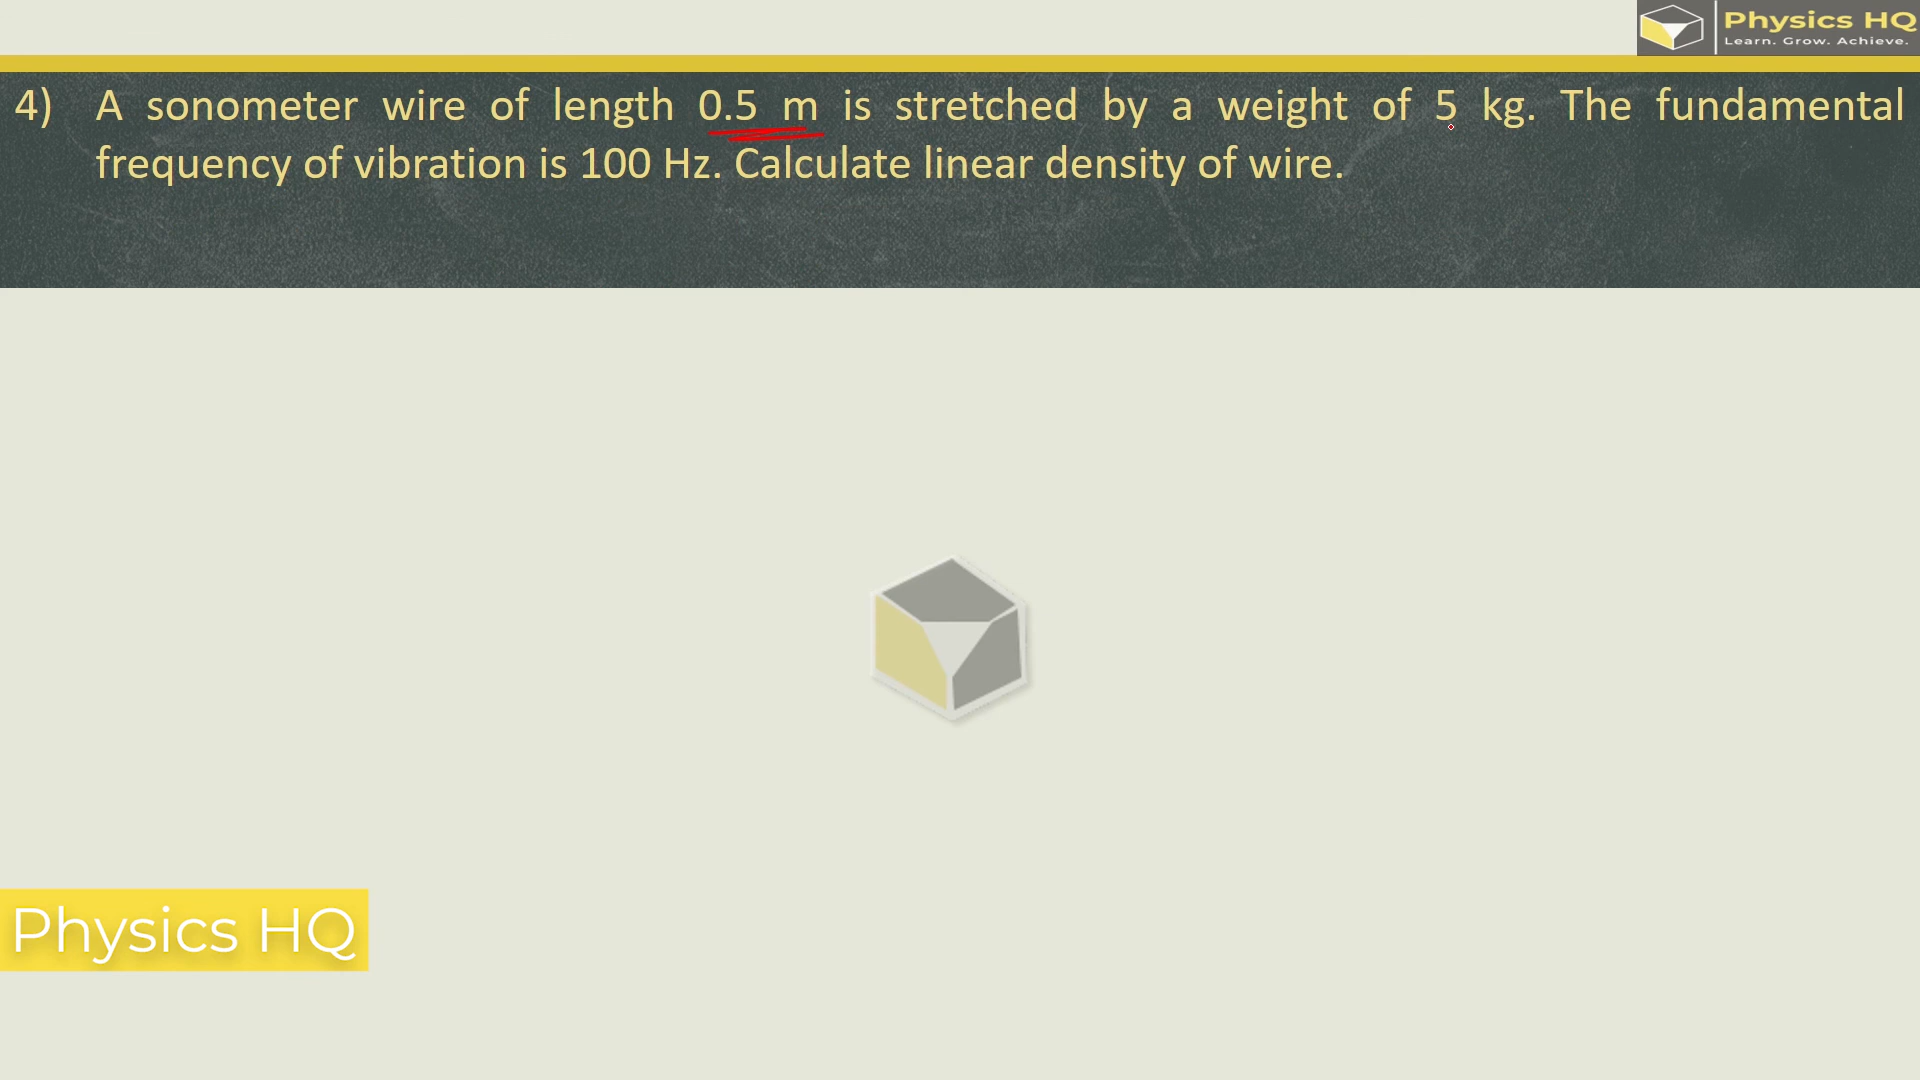 Physics HQ
Learn. Grow. Achieve.
4) A sonometer wire of length 0.5 m is stretched by a weight of 5 kg. The fundamental
frequency of vibration is 100 Hz. Calculate linear density of wire.
Physics HQ